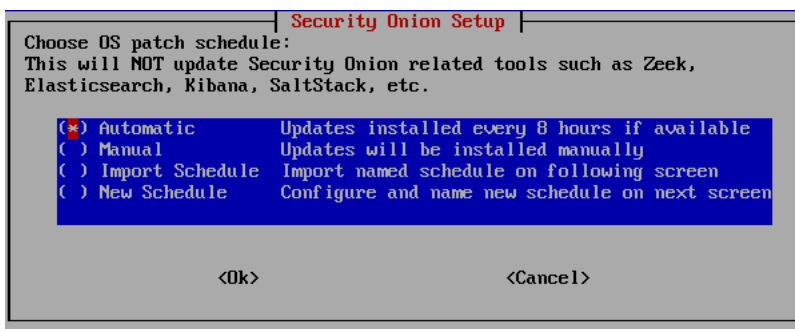 Security Onion Setup
Choose OS patch schedule:
This will NOT update Security Onion related tools such as Zeek,
Elasticsearch, Kibana, SaltStack, etc.
(*) Automatic Updates installed every 8 hours if available
( ) Manual Updates will be installed manually
( ) Import Schedule Import named schedule on following screen
( ) New Schedule Configure and name new schedule on next screen
<Ok> <Cancel>